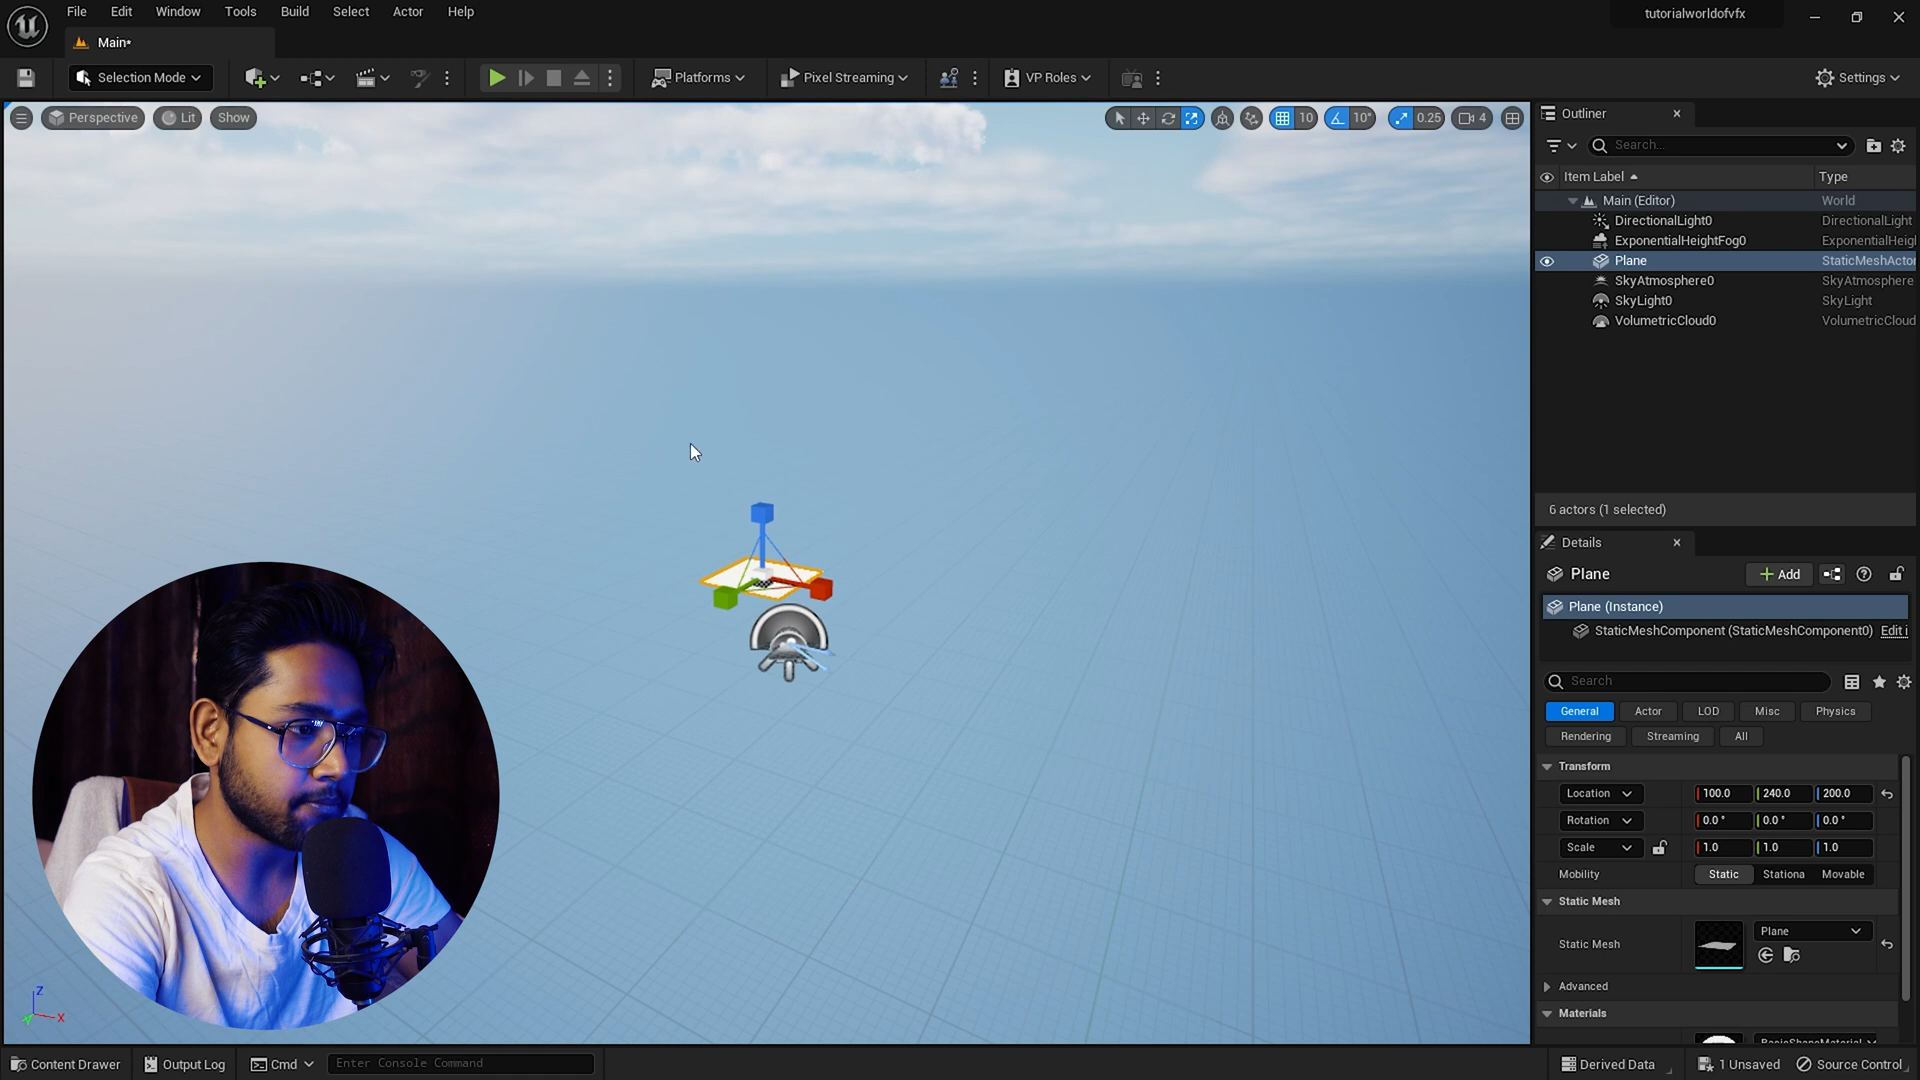 File Edit Window Tools Build Select Actor Help
tutorialworldofvfx
Main*
Selection Mode
Platforms
Pixel Streaming
VP Roles
Settings
Perspective
Lit
Show
10
10°
0.25
4
Outliner
Search...
Item Label
Type
Main (Editor)
World
DirectionalLight0
DirectionalLight
ExponentialHeightFog0
ExponentialHeigl
Plane
StaticMeshActor
SkyAtmosphere0
SkyAtmosphere
SkyLight0
SkyLight
VolumetricCloud0
VolumetricCloud
6 actors (1 selected)
Details
Plane
Add
Plane (Instance)
StaticMeshComponent (StaticMeshComponent0)
Edit i
Search
General
Actor
LOD
Misc
Physics
Rendering
Streaming
All
Transform
Location
100.0
240.0
200.0
Rotation
0.0 °
0.0 °
0.0 °
Scale
1.0
1.0
1.0
Mobility
Static
Stationa
Movable
Static Mesh
Static Mesh
Plane
Advanced
Materials
BasicShapeMaterial
Z
X
Content Drawer
Output Log
Cmd
Enter Console Command
Derived Data
1 Unsaved
Source Control